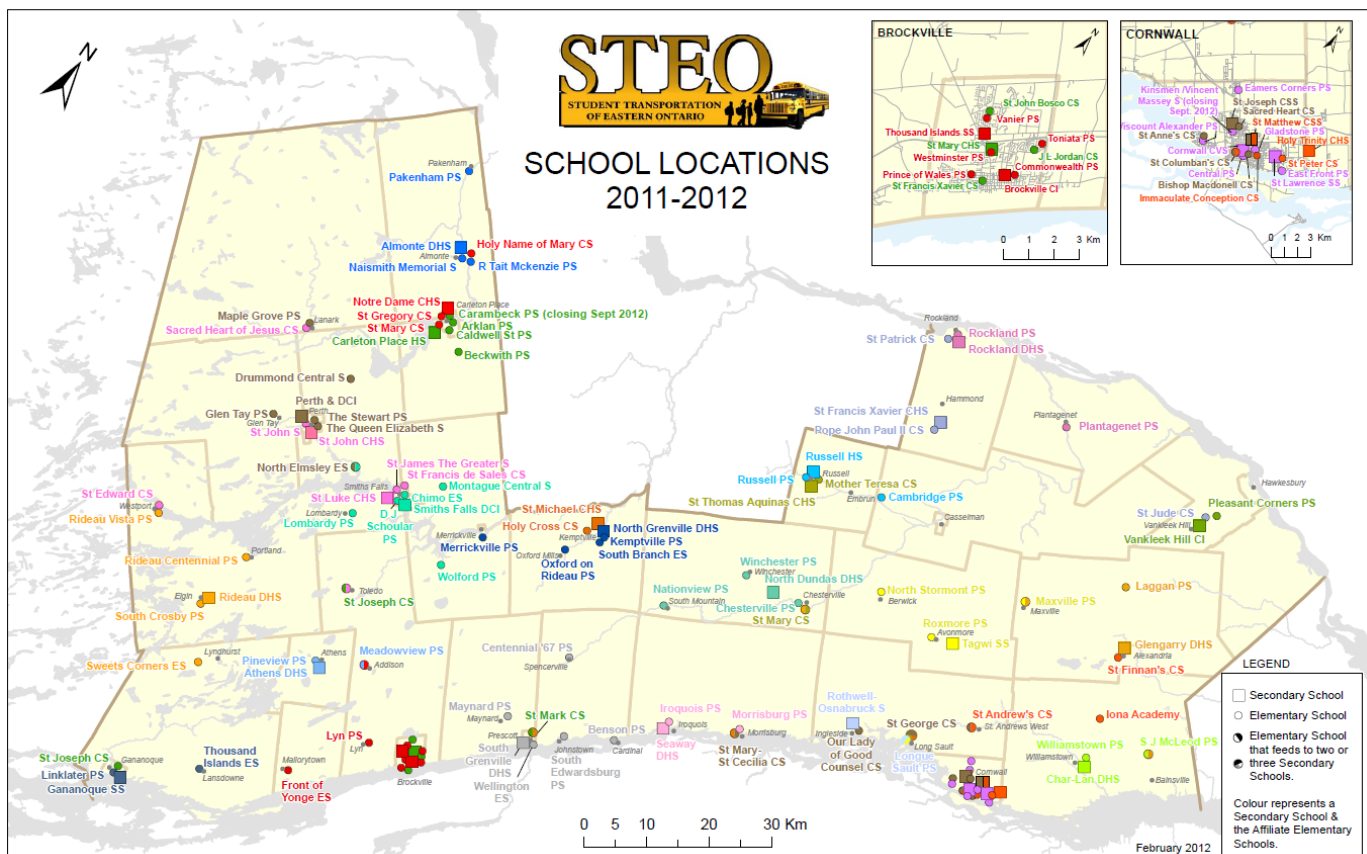 N
STEO
STUDENT TRANSPORTATION
OF EASTERN ONTARIO
SCHOOL LOCATIONS
2011-2012
BROCKVILLE
N
St John Bosco CS
Vanier PS
Thousand Islands SS
Toniata PS
St Mary CHS
J L Jordan CS
Westminster PS
Commonwealth PS
Prince of Wales PS
St Francis Xavier CS
Brockville CI
0 1 2 3 Km
CORNWALL
N
Kinsmen /Vincent
Massey S (closing
Sept. 2012)
Eamers Corners PS
St Joseph CSS
Sacred Heart CS
Viscount Alexander PS
St Matthew CSS
Gladstone PS
St Anne's CS
Holy Trinity CHS
Cornwall CVS
St Columban's CS
St Peter CS
Central PS
East Front PS
Bishop Macdonell CS
St Lawrence SS
Immaculate Conception CS
0 1 2 3 Km
Pakenham
Pakenham PS
Almonte DHS
Holy Name of Mary CS
Almonte
Naismith Memorial S
R Tait Mckenzie PS
Notre Dame CHS
Carleton Place
St Gregory CS
Carambeck PS (closing Sept 2012)
St Mary CS
Arklan PS
Carleton Place HS
Caldwell St PS
Beckwith PS
Maple Grove PS
Lanark
Sacred Heart of Jesus CS
Drummond Central S
Perth & DCI
Perth
Glen Tay PS
Glen Tay
The Stewart PS
The Queen Elizabeth S
St John S
St John CHS
North Elmsley ES
St James The Greater S
St Francis de Sales CS
Smiths Falls
Montague Central S
St Luke CHS
Chimo ES
Smiths Falls DCI
D J
Schoular
PS
Lombardy
Lombardy PS
St Edward CS
Westport
Rideau Vista PS
Merrickville
Merrickville PS
St Michael CHS
Holy Cross CS
Kemptville
North Grenville DHS
Kemptville PS
South Branch ES
Oxford Mills
Oxford on
Rideau PS
Wolford PS
Portland
Rideau Centennial PS
Elgin
Rideau DHS
South Crosby PS
Toledo
St Joseph CS
Rockland
Rockland PS
St Patrick CS
Rockland DHS
Hammond
St Francis Xavier CHS
Rope John Paul II CS
Plantagenet
Plantagenet PS
Russell HS
Russell
Russell PS
Mother Teresa CS
St Thomas Aquinas CHS
Embrun
Cambridge PS
Casselman
Hawkesbury
Pleasant Corners PS
St Jude CS
Vankleek Hill
Vankleek Hill CI
Winchester PS
Winchester
North Dundas DHS
Nationview PS
South Mountain
Chesterville
Chesterville PS
St Mary CS
North Stormont PS
Berwick
Maxville PS
Maxville
Laggan PS
Roxmore PS
Avonmore
Tagwi SS
Glengarry DHS
Alexandria
St Finnan's CS
Lyndhurst
Sweets Corners ES
Athens
Pineview PS
Athens DHS
Meadowview PS
Addison
Centennial '67 PS
Spencerville
Maynard PS
Maynard
St Mark CS
Prescott
Benson PS
Johnstown
Cardinal
South
Grenville
DHS
Wellington
ES
South
Edwardsburg
PS
Iroquois PS
Iroquois
Seaway
DHS
Morrisburg PS
Morrisburg
St Mary-
St Cecilia CS
Rothwell-
Osnabruck S
Ingleside
Our Lady
of Good
Counsel CS
St George CS
Long Sault
Longue
Sault PS
St Andrew's CS
St. Andrews West
Iona Academy
Williamstown PS
Williamstown
Char-Lan DHS
S J McLeod PS
Bainsville
Cornwall
Lyn PS
Lyn
Brockville
St Joseph CS
Gananoque
Linklater PS
Gananoque SS
Thousand
Islands ES
Lansdowne
Mallorytown
Front of
Yonge ES
0 5 10 20 30 Km
LEGEND
Secondary School
Elementary School
Elementary School
that feeds to two or
three Secondary
Schools.
Colour represents a
Secondary School &
the Affiliate Elementary
Schools.
February 2012